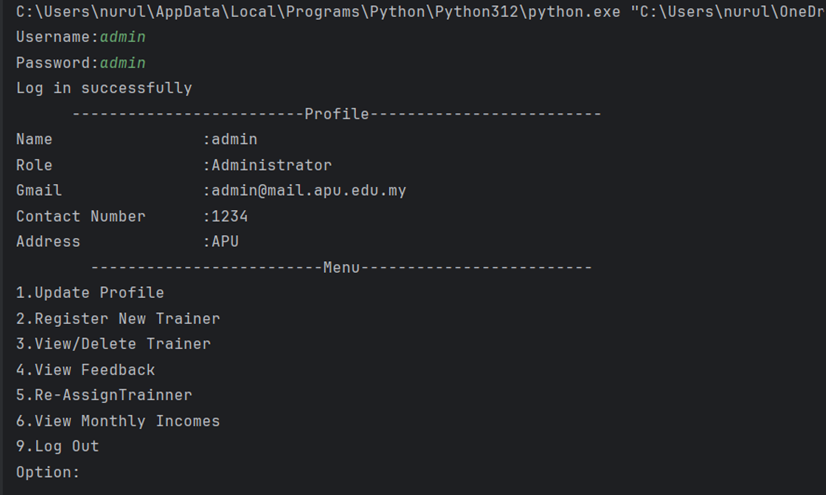 C:\Users\nurul\AppData\Local\Programs\Python\Python312\python.exe "C:\Users\nurul\OneDr
Username:admin
Password:admin
Log in successfully
-------------------------Profile-------------------------
Name :admin
Role :Administrator
Gmail :admin@mail.apu.edu.my
Contact Number :1234
Address :APU
-------------------------Menu-------------------------
1.Update Profile
2.Register New Trainer
3.View/Delete Trainer
4.View Feedback
5.Re-AssignTrainner
6.View Monthly Incomes
9.Log Out
Option: